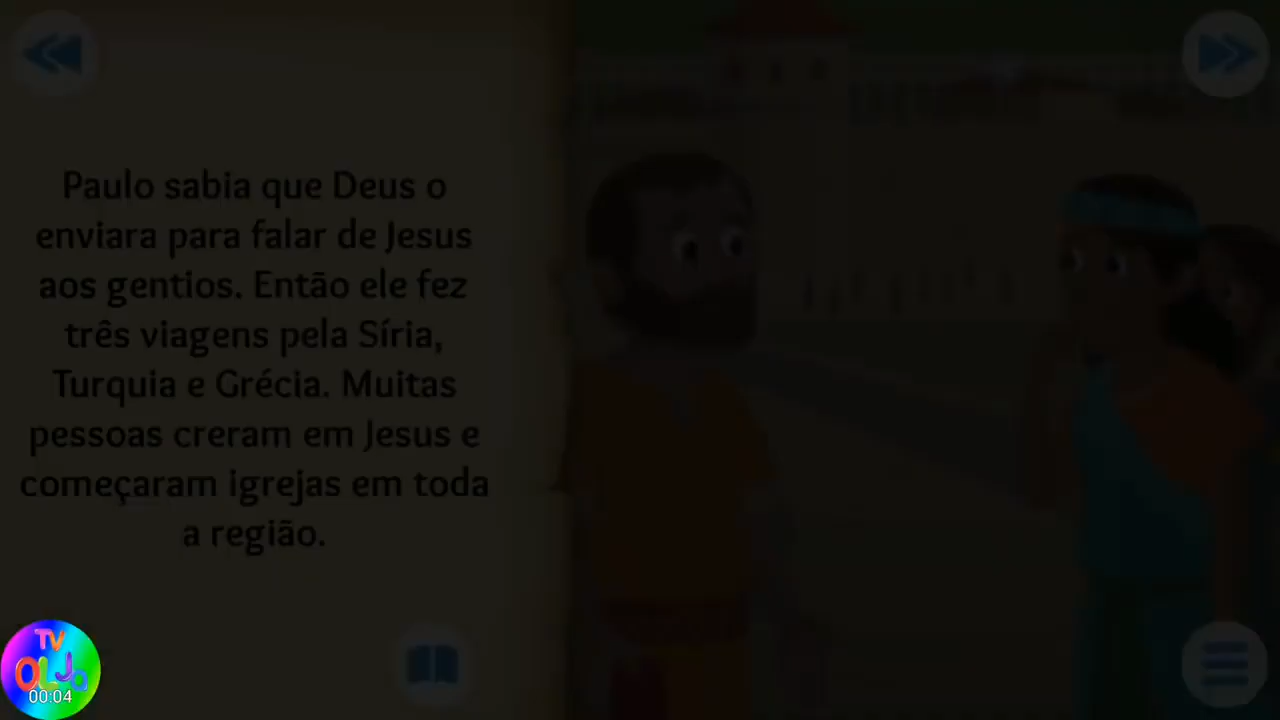 Paulo sabia que Deus o
enviara para falar de Jesus
aos gentios. Então ele fez
três viagens pela Síria,
Turquia e Grécia. Muitas
pessoas creram em Jesus e
começaram igrejas em toda
a região.
TV
00:04